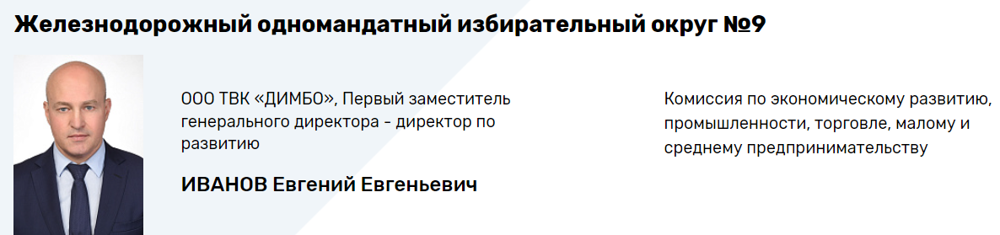 Железнодорожный одномандатный избирательный округ №9
ООО ТВК «ДИМБО», Первый заместитель
генерального директора - директор по
развитию
ИВАНОВ Евгений Евгеньевич
Комиссия по экономическому развитию,
промышленности, торговле, малому и
среднему предпринимательству